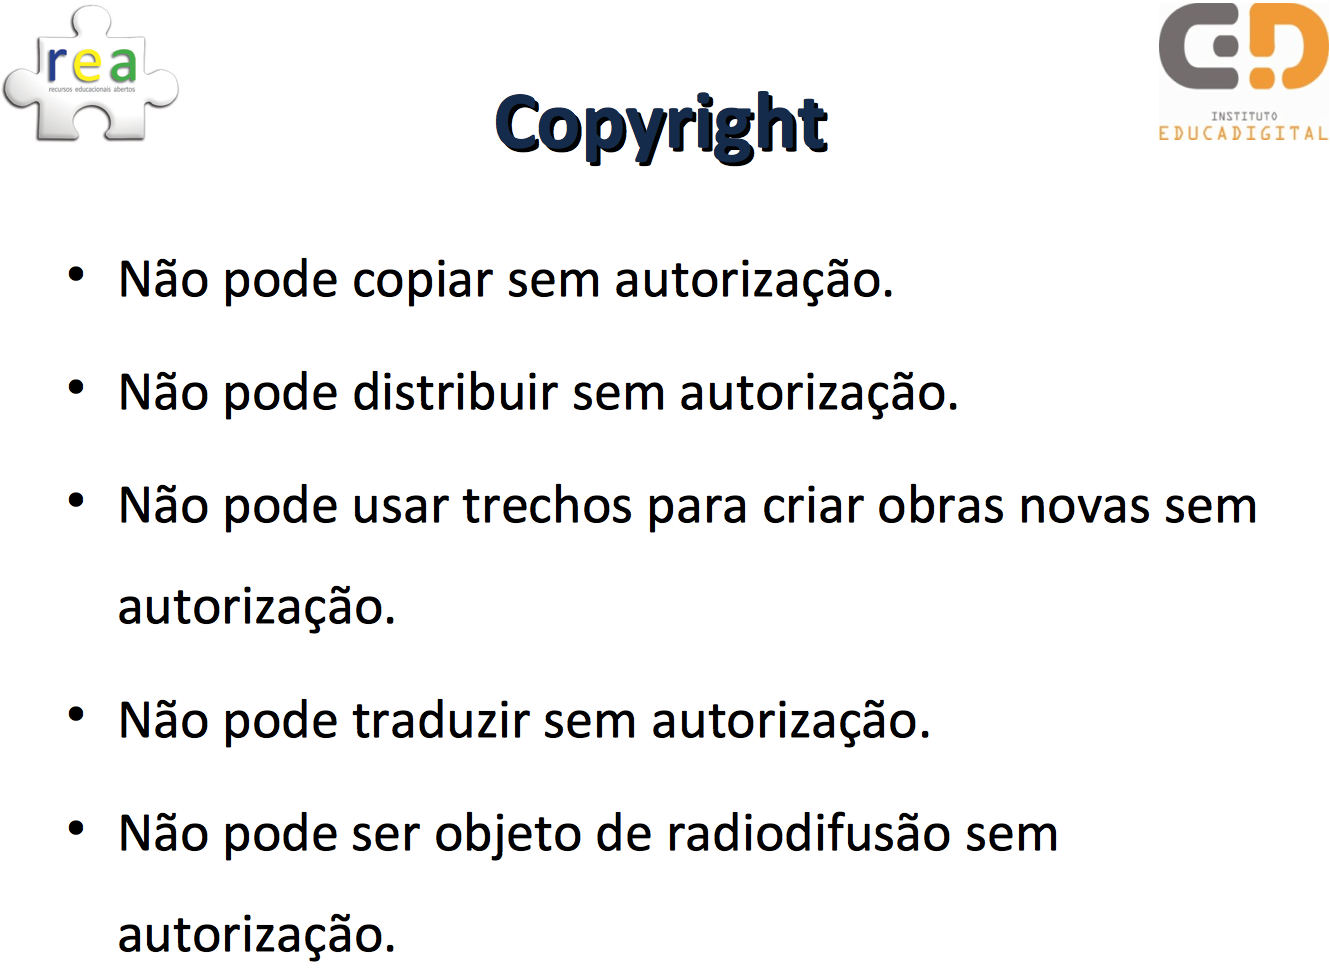 rea
recursos educacionais abertos
INSTITUTO
EDUCADIGITAL
Copyright
• Não pode copiar sem autorização.
• Não pode distribuir sem autorização.
• Não pode usar trechos para criar obras novas sem
autorização.
• Não pode traduzir sem autorização.
• Não pode ser objeto de radiodifusão sem
autorização.